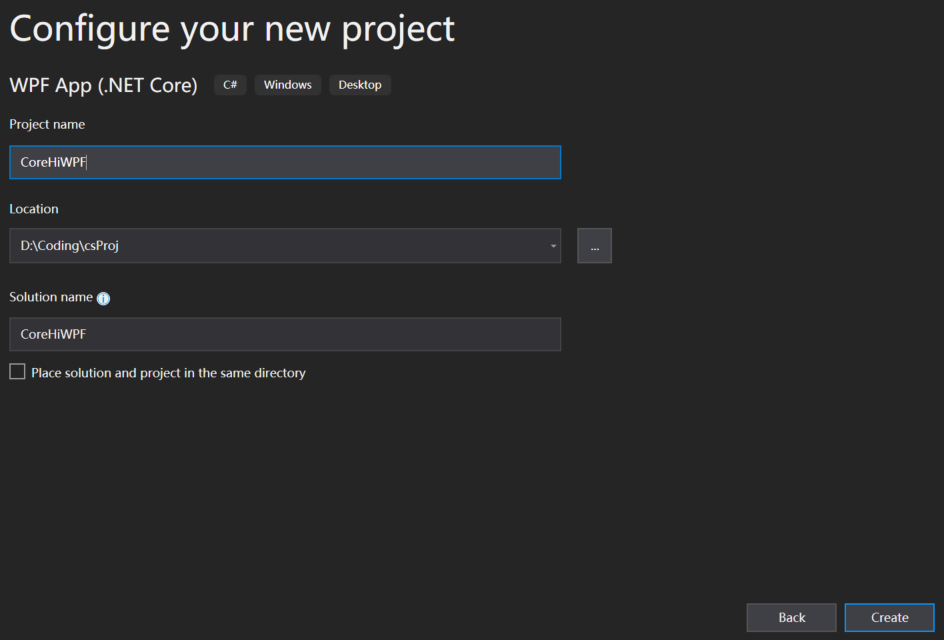 Configure your new project
WPF App (.NET Core) C# Windows Desktop
Project name
CoreHiWPF
Location
D:\Coding\csProj
...
Solution name
CoreHiWPF
Place solution and project in the same directory
Back Create